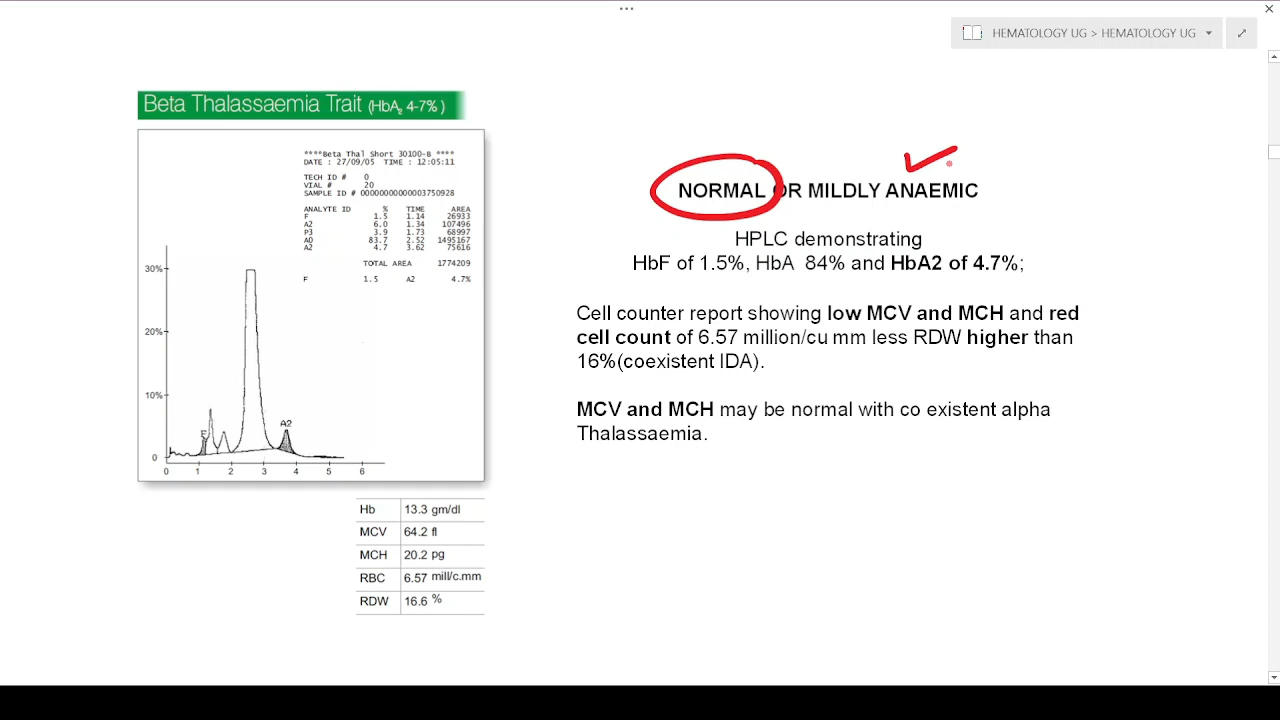 HEMATOLOGY UG > HEMATOLOGY UG
Beta Thalassaemia Trait (HbA2 4-7% )
****Beta Thal Short 30100-B ****
DATE : 27/09/05 TIME : 12:05:11
TECH ID # 0
VIAL # 20
SAMPLE ID # 0000000000003750928
ANALYTE ID % TIME AREA
F 1.5 1.14 26933
A2 6.0 1.34 107496
P3 3.9 1.73 68997
A0 83.7 2.52 1495167
A2 4.7 3.62 75616
TOTAL AREA 1774209
F 1.5 A2 4.7%
30%
20%
10%
0
F
A2
0 1 2 3 4 5 6
Hb 13.3 gm/dl
MCV 64.2 fl
MCH 20.2 pg
RBC 6.57 mill/c.mm
RDW 16.6 %
NORMAL OR MILDLY ANAEMIC
HPLC demonstrating
HbF of 1.5%, HbA 84% and HbA2 of 4.7%;
Cell counter report showing low MCV and MCH and red
cell count of 6.57 million/cu mm less RDW higher than
16%(coexistent IDA).
MCV and MCH may be normal with co existent alpha
Thalassaemia.